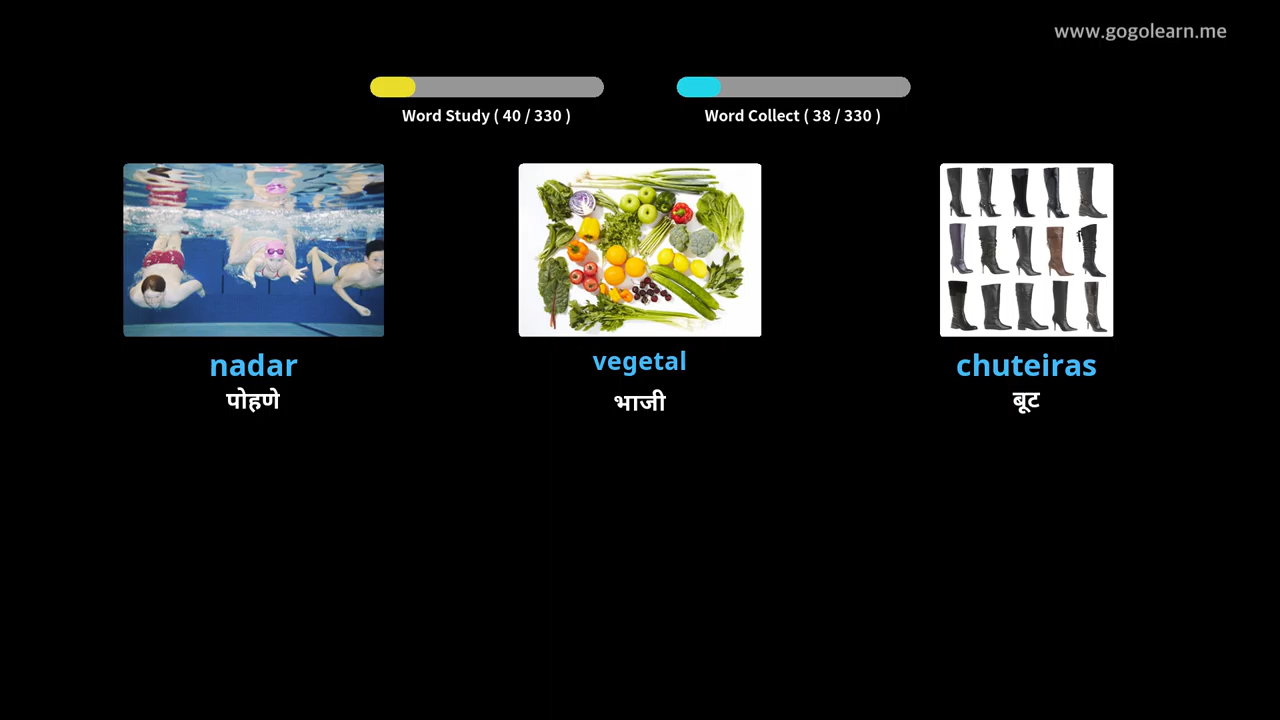 www.gogolearn.me
Word Study ( 40 / 330 )
Word Collect ( 38 / 330 )
nadar
पोहणे
vegetal
भाजी
chuteiras
बूट